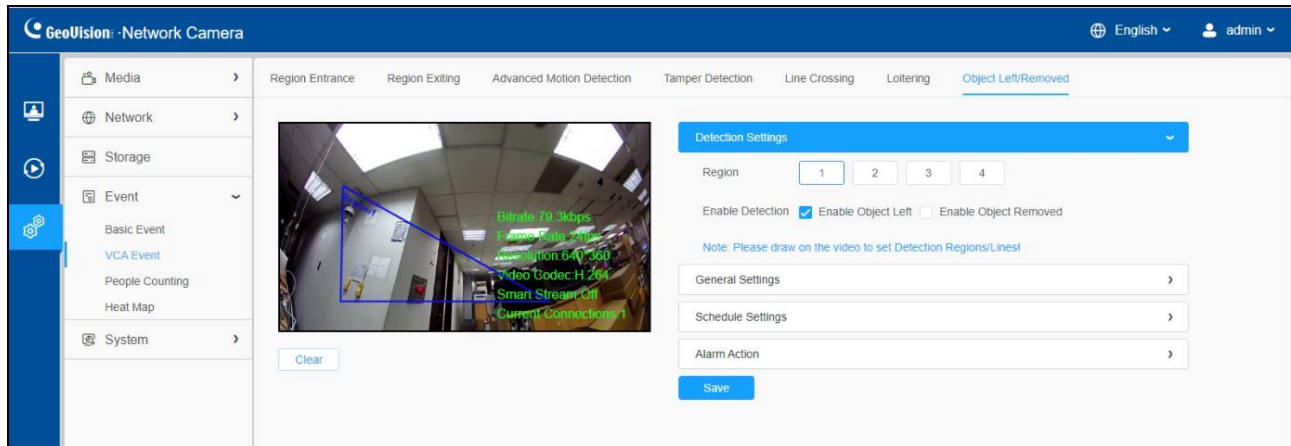 GeoVision Network Camera
English
admin
Media
Network
Storage
Event
Basic Event
VCA Event
People Counting
Heat Map
System
Region Entrance Region Exiting Advanced Motion Detection Tamper Detection Line Crossing Loitering Object Left/Removed
Region1
Bitrate:79.3kbps
Frame Rate:24fps
Resolution:640*360
Video Codec:H.264
Smart Stream:Off
Current Connections:1
Clear
Detection Settings
Region 1 2 3 4
Enable Detection Enable Object Left Enable Object Removed
Note: Please draw on the video to set Detection Regions/Lines!
General Settings
Schedule Settings
Alarm Action
Save